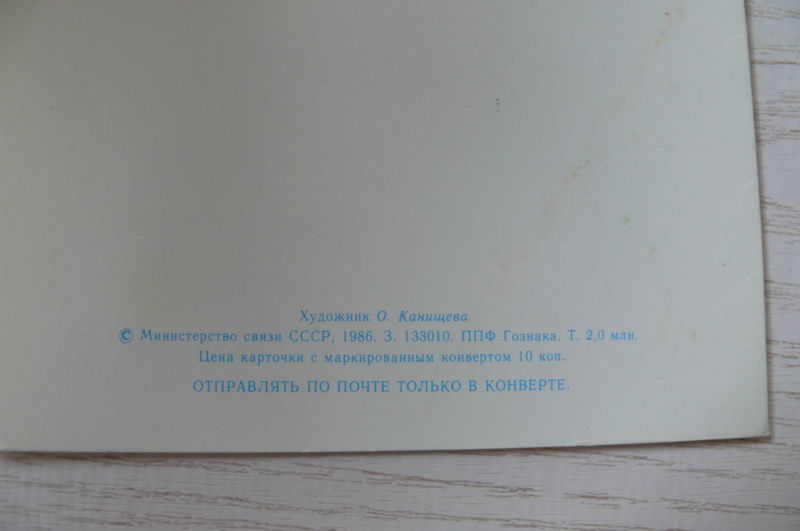 Художник О. Канищева
© Министерство связи СССР, 1986. З. 133010. ППФ Гознака. Т. 2,0 млн.
Цена карточки с маркированным конвертом 10 коп.
ОТПРАВЛЯТЬ ПО ПОЧТЕ ТОЛЬКО В КОНВЕРТЕ.